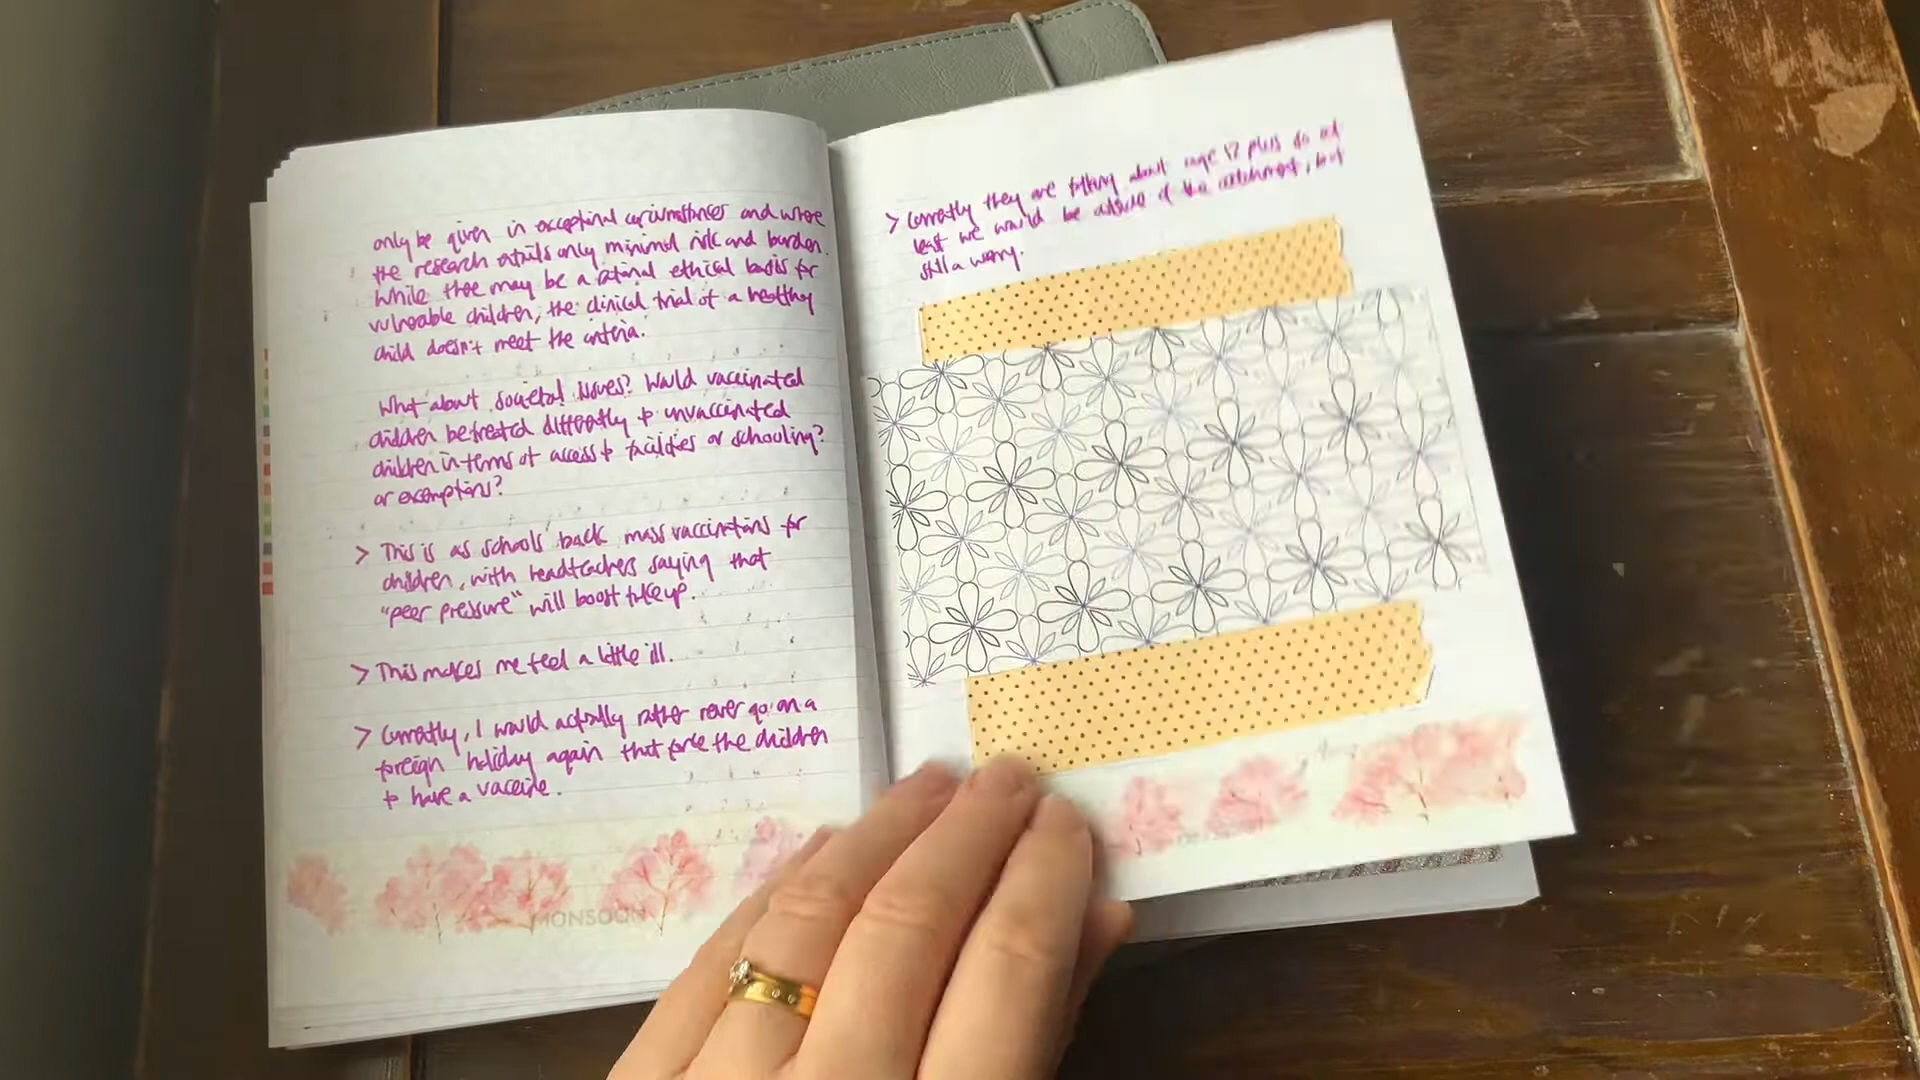 only be given in exceptional circumstances and where
the research entails only minimal risk and burden.
While there may be a rational ethical basis for
vulnerable children, the clinical trial of a healthy
child doesn't meet the criteria.
What about societal issues? Would vaccinated
children be treated differently to unvaccinated
children in terms of access to facilities or schooling?
or exemptions?
> This is as schools back mass vaccinations for
children, with headteachers saying that
"peer pressure" will boost take up.
> This makes me feel a little ill.
> Currently, I would actually rather never go on a
foreign holiday again that force the children
to have a vaccine.
MONSOON
> Currently they are talking about age 12 plus so at
least we would be outside of the catchment, but
still a worry.